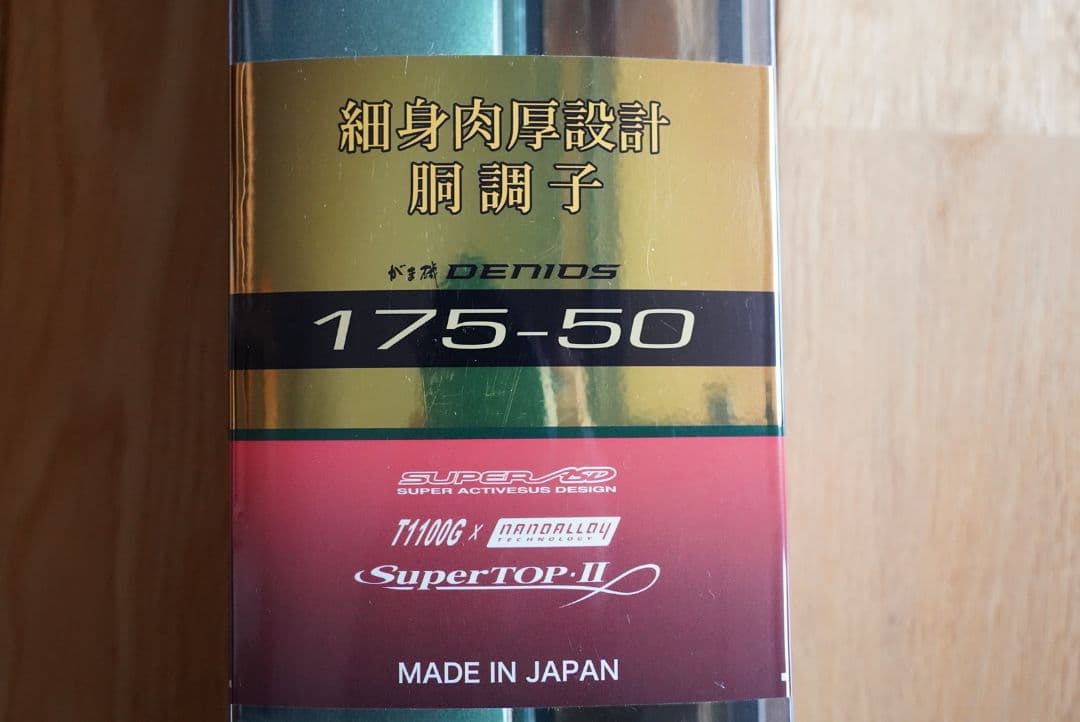 細身肉厚設計
胴調子
がま磯 DENIOS
175-50
SUPER ASD
SUPER ACTIVESUS DESIGN
T1100G X NANOALLOY
TECHNOLOGY
SuperTOP·II
MADE IN JAPAN